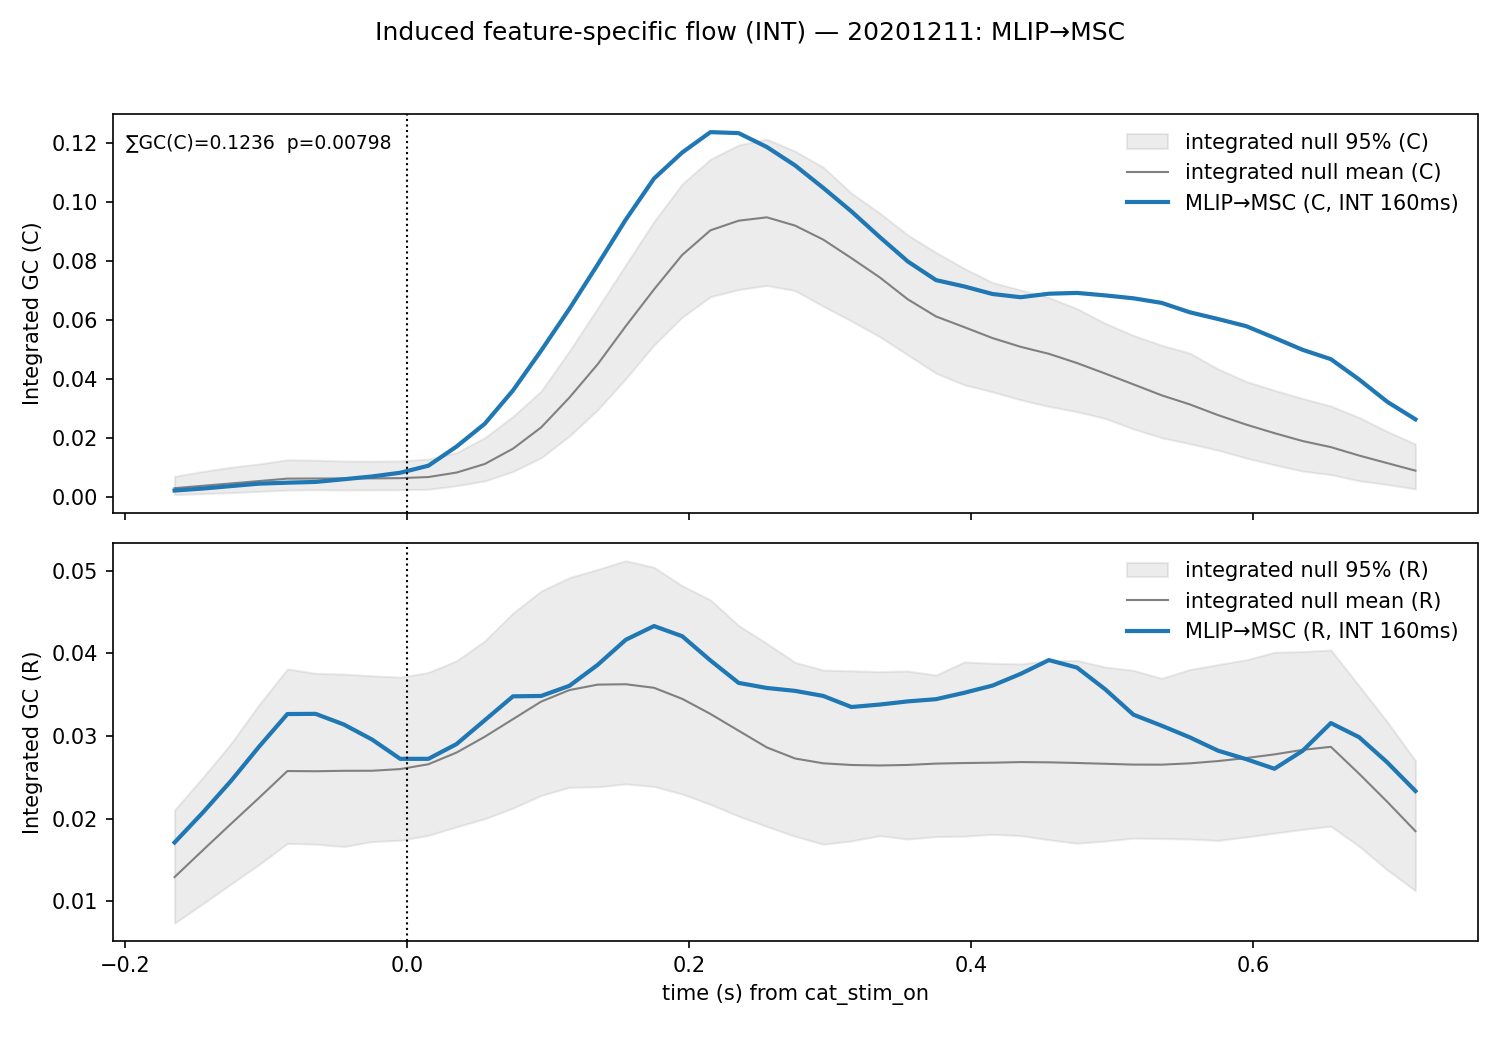 Induced feature-specific flow (INT) — 20201211: MLIP→MSC
∑GC(C)=0.1236  p=0.00798
integrated null 95% (C)
integrated null mean (C)
MLIP→MSC (C, INT 160ms)
Integrated GC (C)
0.12
0.10
0.08
0.06
0.04
0.02
0.00
integrated null 95% (R)
integrated null mean (R)
MLIP→MSC (R, INT 160ms)
Integrated GC (R)
0.05
0.04
0.03
0.02
0.01
−0.2 0.0 0.2 0.4 0.6
time (s) from cat_stim_on